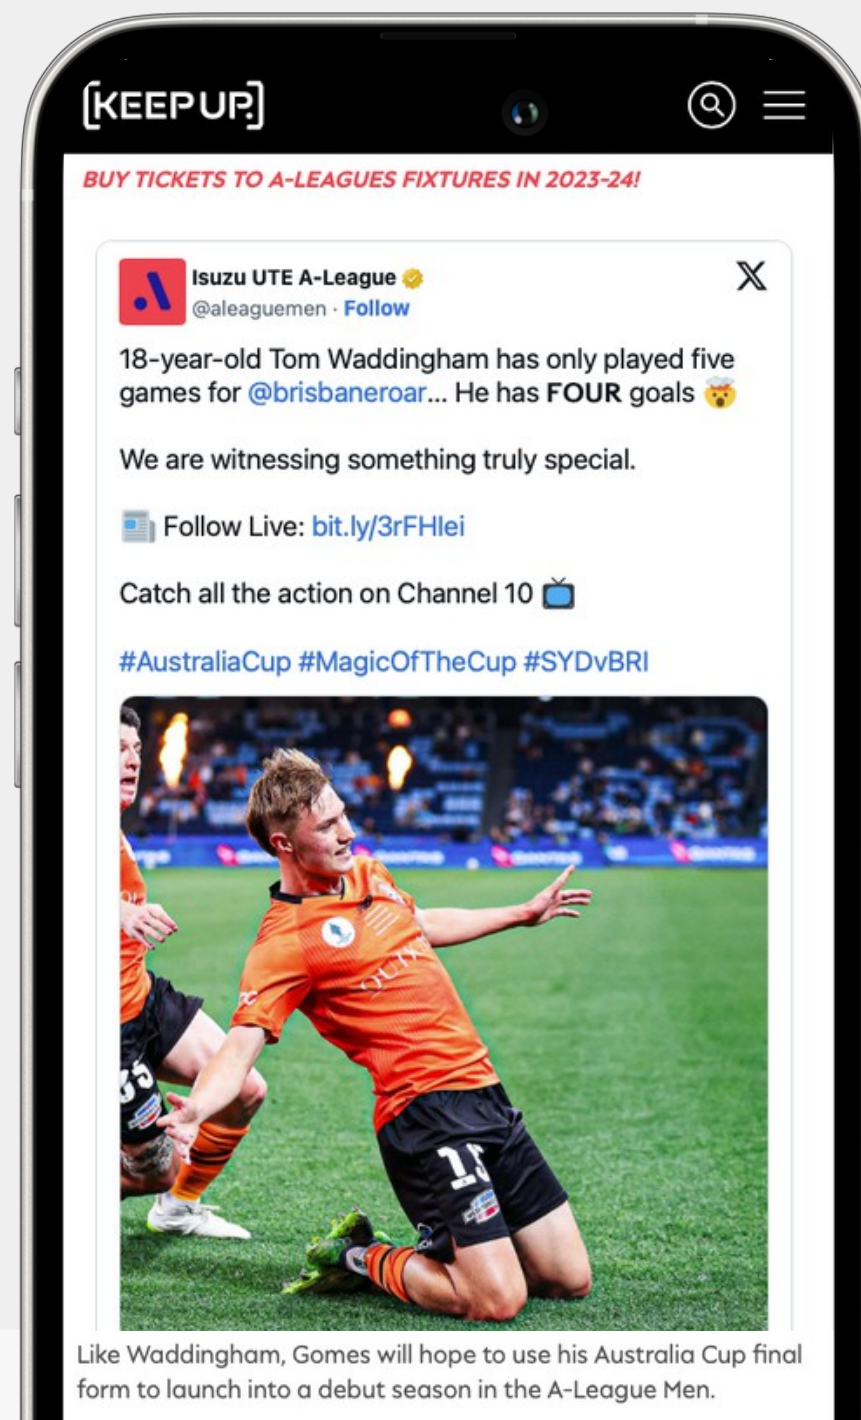 [KEEPUP.]
BUY TICKETS TO A-LEAGUES FIXTURES IN 2023-24!
Isuzu UTE A-League
@aleaguemen · Follow
18-year-old Tom Waddingham has only played five
games for @brisbaneroar... He has FOUR goals 🤯
We are witnessing something truly special.
📰 Follow Live: bit.ly/3rFHlei
Catch all the action on Channel 10 📺
#AustraliaCup #MagicOfTheCup #SYDvBRI
15
35
Like Waddingham, Gomes will hope to use his Australia Cup final
form to launch into a debut season in the A-League Men.